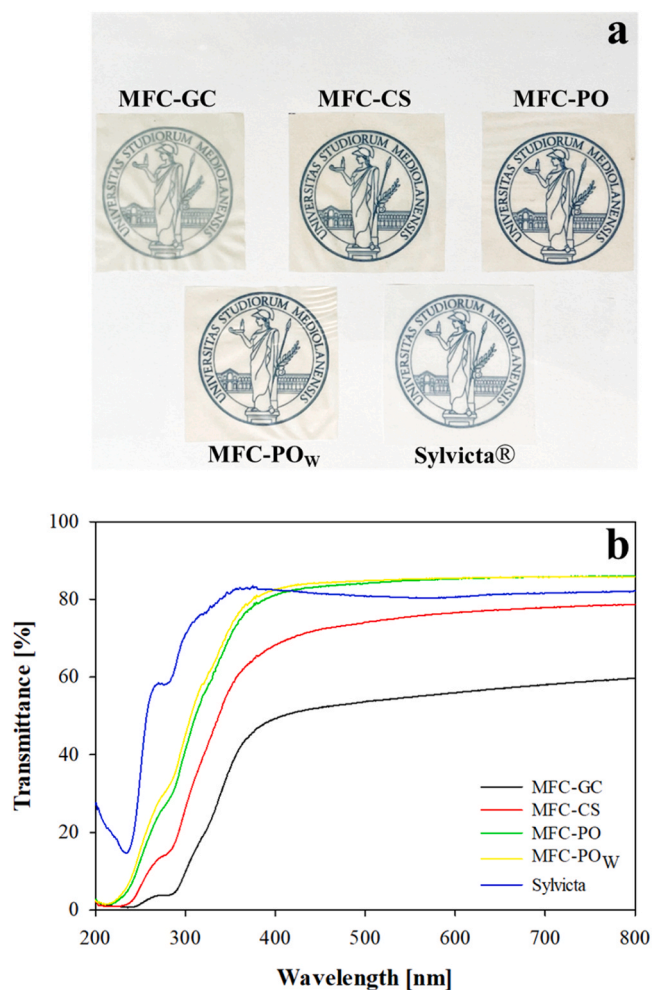 a
MFC-GC MFC-CS MFC-PO
UNIVERSITAS STUDIORUM MEDIOLANENSIS
UNIVERSITAS STUDIORUM MEDIOLANENSIS
UNIVERSITAS STUDIORUM MEDIOLANENSIS
UNIVERSITAS STUDIORUM MEDIOLANENSIS
UNIVERSITAS STUDIORUM MEDIOLANENSIS
MFC-POW Sylvicta®
b
100
80
60
40
20
0
Transmittance [%]
MFC-GC
MFC-CS
MFC-PO
MFC-POW
Sylvicta
200 300 400 500 600 700 800
Wavelength [nm]